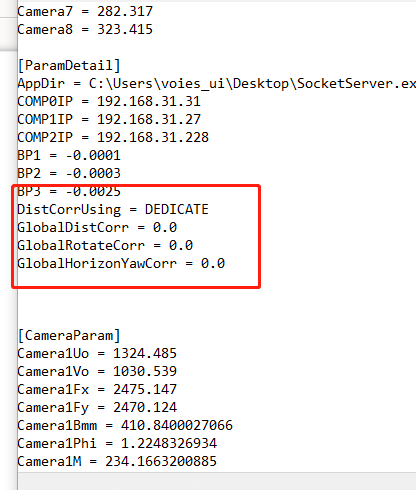 Camera7 = 282.317
Camera8 = 323.415
[ParamDetail]
AppDir = C:\Users\voies_ui\Desktop\SocketServer.ex
COMP0IP = 192.168.31.31
COMP1IP = 192.168.31.27
COMP2IP = 192.168.31.228
BP1 = -0.0001
BP2 = -0.0003
BP3 = -0.0025
DistCorrUsing = DEDICATE
GlobalDistCorr = 0.0
GlobalRotateCorr = 0.0
GlobalHorizonYawCorr = 0.0
[CameraParam]
Camera1Uo = 1324.485
Camera1Vo = 1030.539
Camera1Fx = 2475.147
Camera1Fy = 2470.124
Camera1Bmm = 410.8400027066
Camera1Phi = 1.2248326934
Camera1M = 234.1663200885